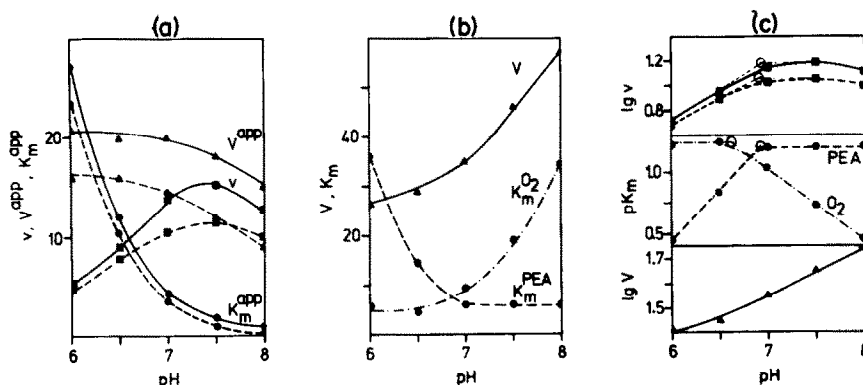 (a)
(b)
(c)
v, V^app, K_m^app
20
10
V^app
v
K_m^app
6
7
8
pH
V, K_m
40
20
V
K_m^O2
K_m^PEA
6
7
8
pH
lg v
1.2
0.8
pK_m
1.0
0.5
PEA
O2
lg V
1.7
1.5
6
7
8
pH